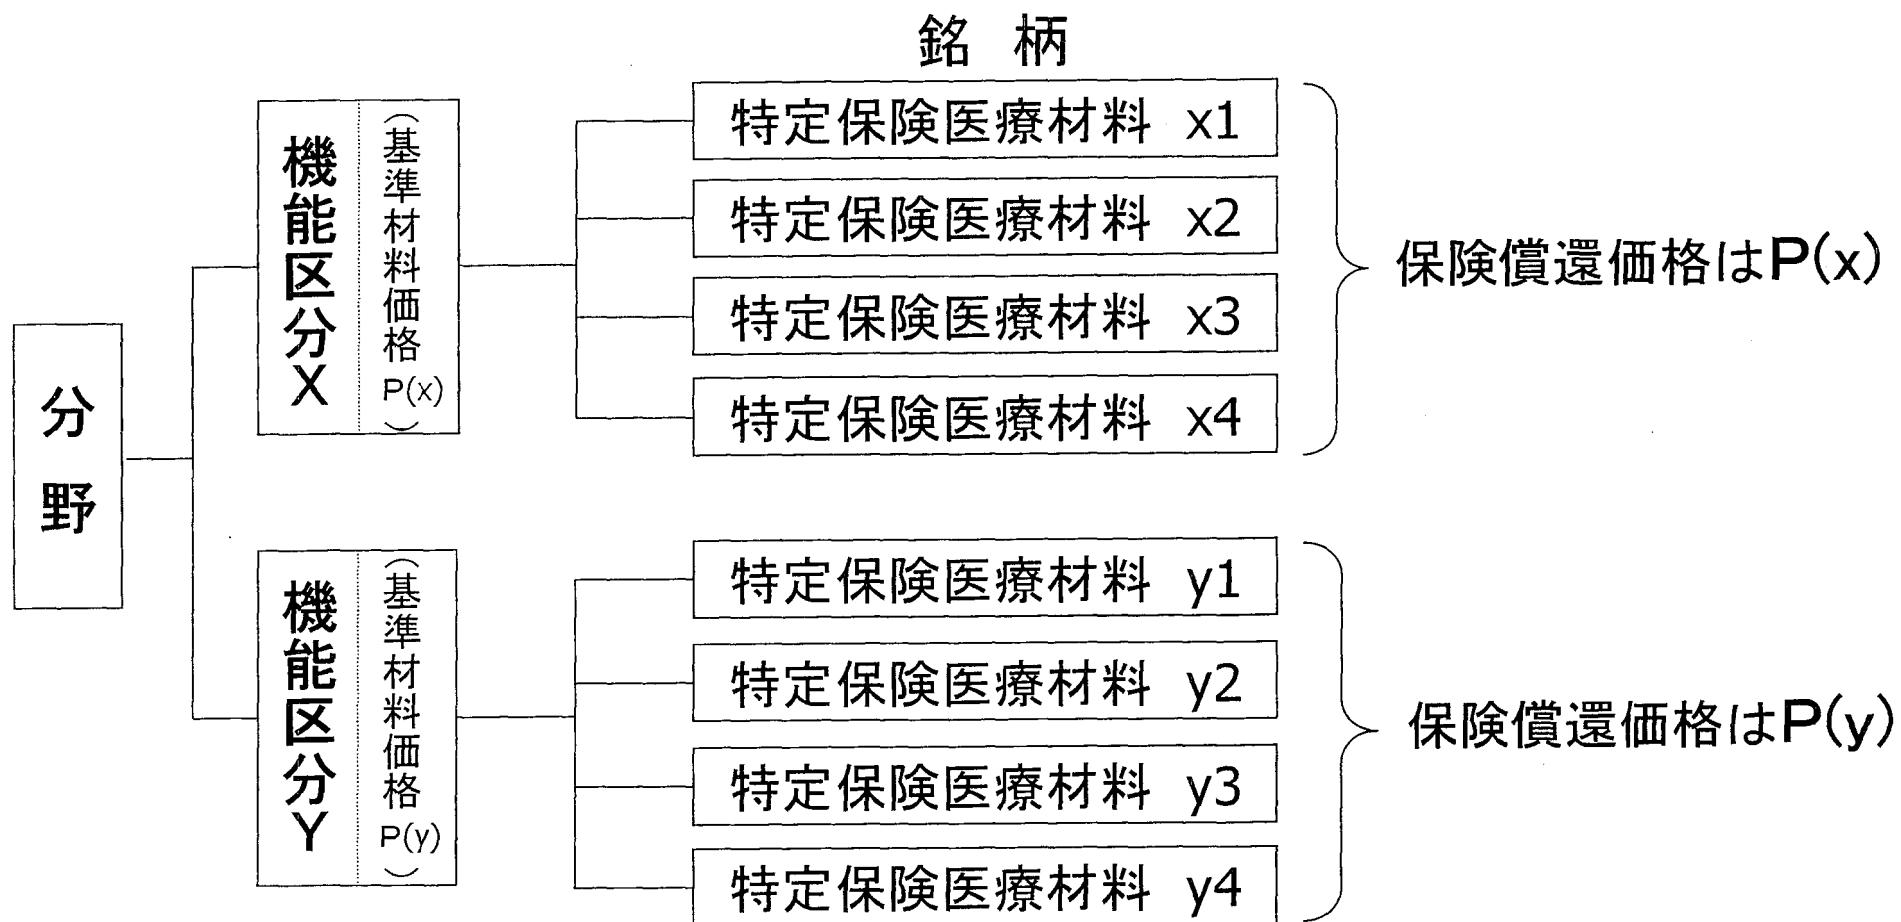 銘 柄
分野
機能区分X
(基準材料価格 P(x))
特定保険医療材料 x1
特定保険医療材料 x2
特定保険医療材料 x3
特定保険医療材料 x4
保険償還価格はP(x)
機能区分Y
(基準材料価格 P(y))
特定保険医療材料 y1
特定保険医療材料 y2
特定保険医療材料 y3
特定保険医療材料 y4
保険償還価格はP(y)